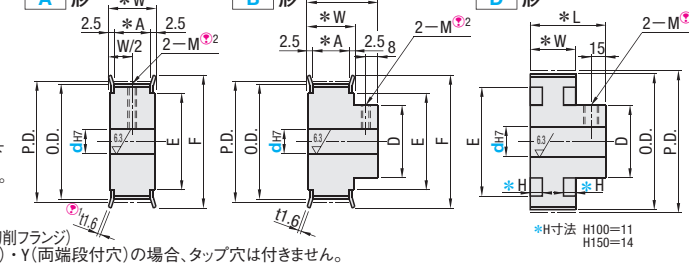 A 形
B 形
D 形
*W
2.5
*A
2.5
W/2
2-M
2
P.D.
O.D.
dH7
6.3
E
F
1
t1.6
*W
2.5
*A
2.5
8
2-M
2
P.D.
O.D.
dH7
6.3
D
E
F
t1.6
*L
*W
15
2-M
E
dH7
6.3
D
O.D.
P.D.
*H
*H
*H寸法 H100=11
H150=14
。
削フランジ)
)・Y(両端段付穴)の場合、タップ穴は付きません。